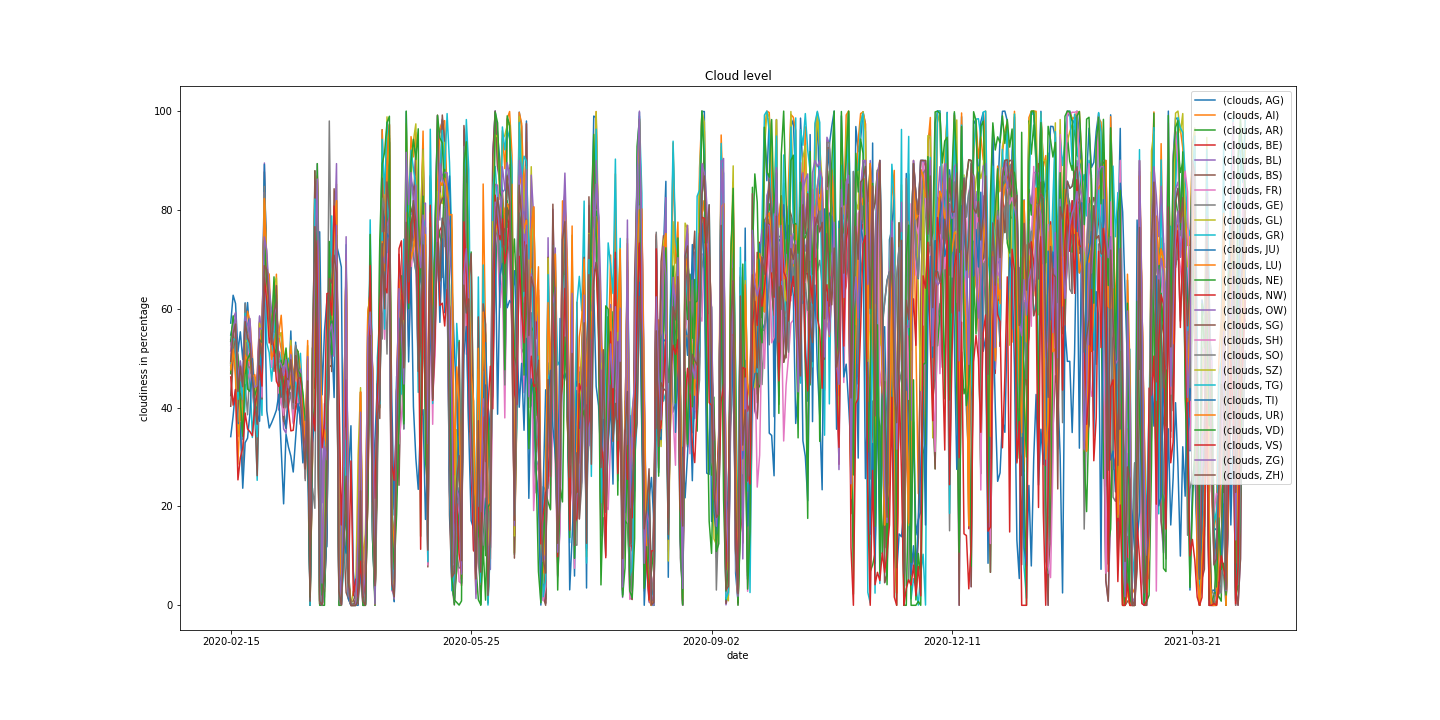 Cloud level
cloudiness in percentage
100
80
60
40
20
0
2020-02-15
2020-05-25
2020-09-02
2020-12-11
2021-03-21
date
(clouds, AG)
(clouds, AI)
(clouds, AR)
(clouds, BE)
(clouds, BL)
(clouds, BS)
(clouds, FR)
(clouds, GE)
(clouds, GL)
(clouds, GR)
(clouds, JU)
(clouds, LU)
(clouds, NE)
(clouds, NW)
(clouds, OW)
(clouds, SG)
(clouds, SH)
(clouds, SO)
(clouds, SZ)
(clouds, TG)
(clouds, TI)
(clouds, UR)
(clouds, VD)
(clouds, VS)
(clouds, ZG)
(clouds, ZH)